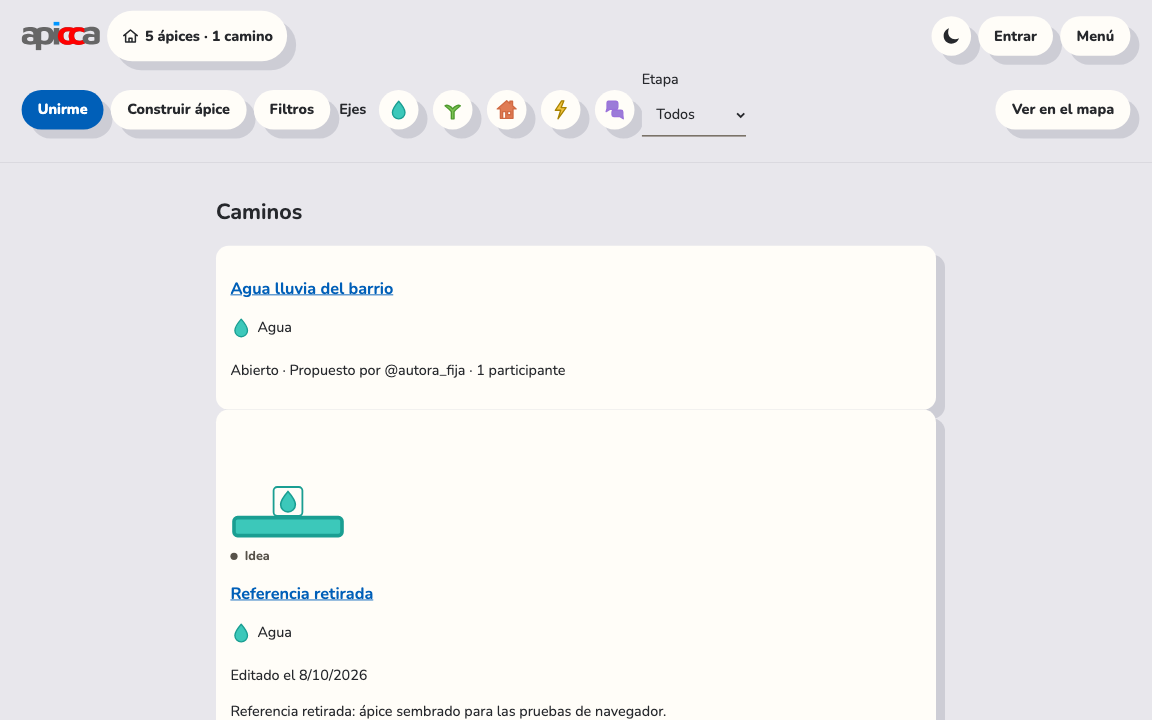 apicca
5 ápices · 1 camino
Entrar
Menú
Unirme
Construir ápice
Filtros
Ejes
Etapa
Todos
Ver en el mapa
Caminos
Agua lluvia del barrio
Agua
Abierto · Propuesto por @autora_fija · 1 participante
Idea
Referencia retirada
Agua
Editado el 8/10/2026
Referencia retirada: ápice sembrado para las pruebas de navegador.